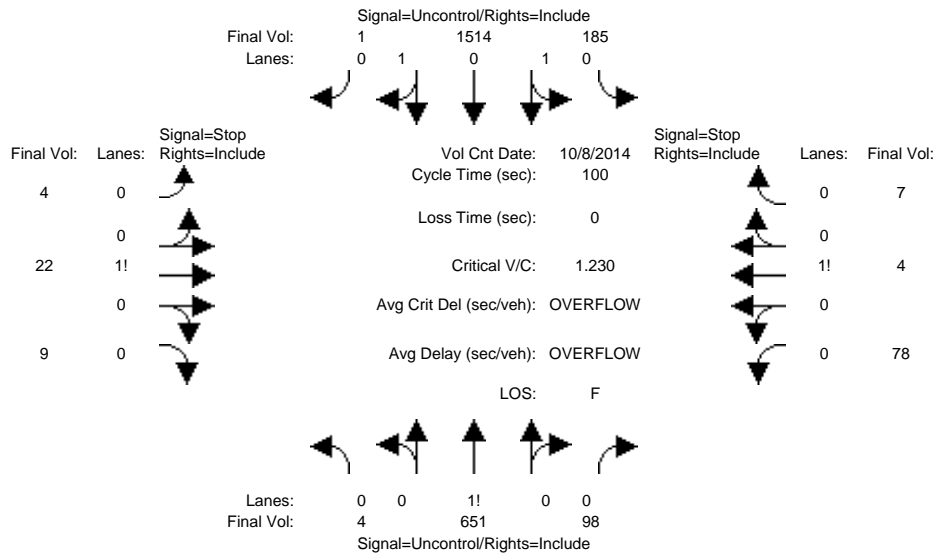 Signal=Uncontrol/Rights=Include
Final Vol: 1 1514 185
Lanes: 0 1 0 1 0
Signal=Stop
Final Vol: Lanes: Rights=Include
Vol Cnt Date: 10/8/2014
Signal=Stop
Rights=Include Lanes: Final Vol:
Cycle Time (sec): 100
4 0
0 7
Loss Time (sec): 0
0
0
22 1!
Critical V/C: 1.230
1! 4
0
Avg Crit Del (sec/veh): OVERFLOW
0
9 0
Avg Delay (sec/veh): OVERFLOW
0 78
LOS: F
Lanes: 0 0 1! 0 0
Final Vol: 4 651 98
Signal=Uncontrol/Rights=Include